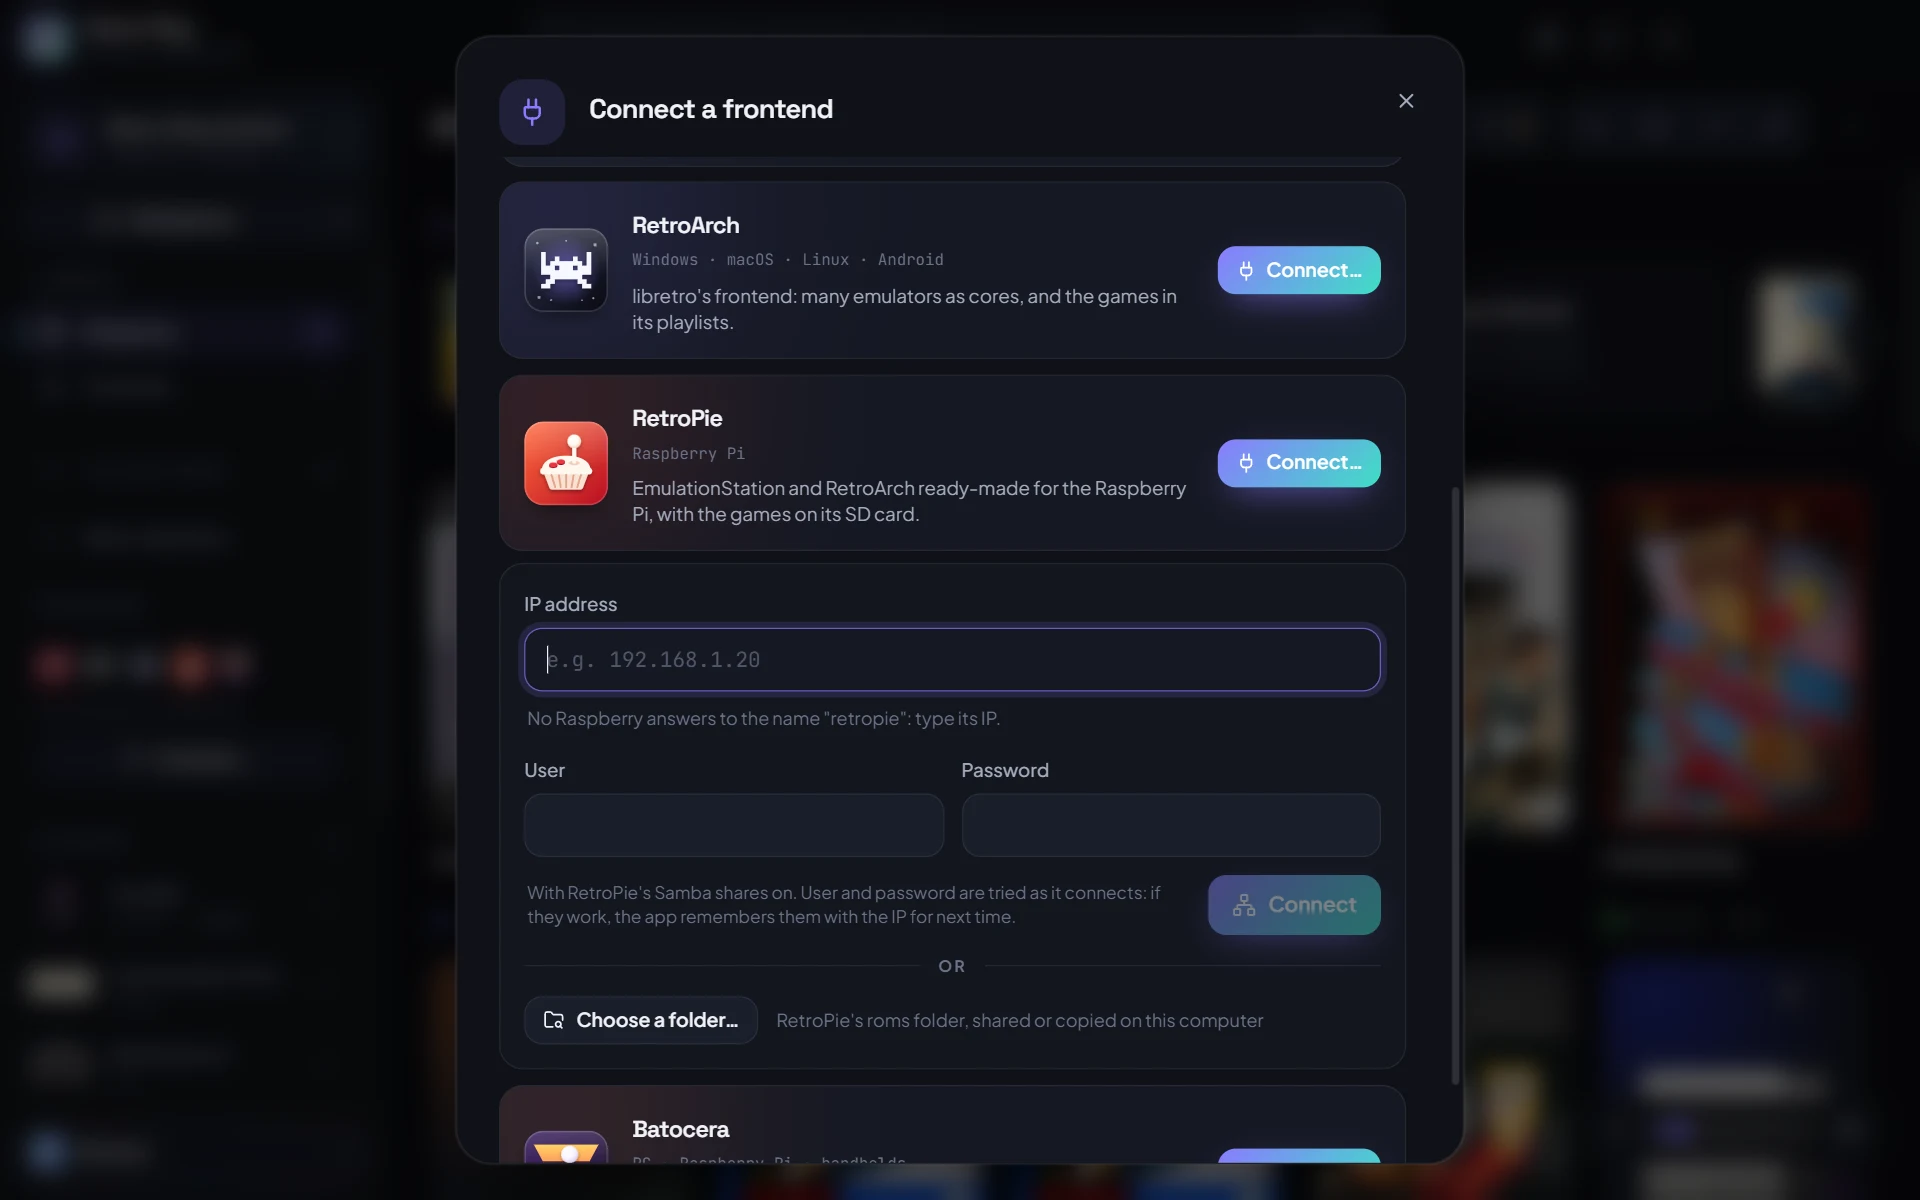 Connect a frontend
RetroArch
Windows · macOS · Linux · Android
libretro's frontend: many emulators as cores, and the games in
its playlists.
Connect…
RetroPie
Raspberry Pi
EmulationStation and RetroArch ready-made for the Raspberry
Pi, with the games on its SD card.
Connect…
IP address
e.g. 192.168.1.20
No Raspberry answers to the name "retropie": type its IP.
User
Password
With RetroPie's Samba shares on. User and password are tried as it connects: if
they work, the app remembers them with the IP for next time.
Connect
OR
Choose a folder…
RetroPie's roms folder, shared or copied on this computer
Batocera
PC · Raspberry Pi · handhelds